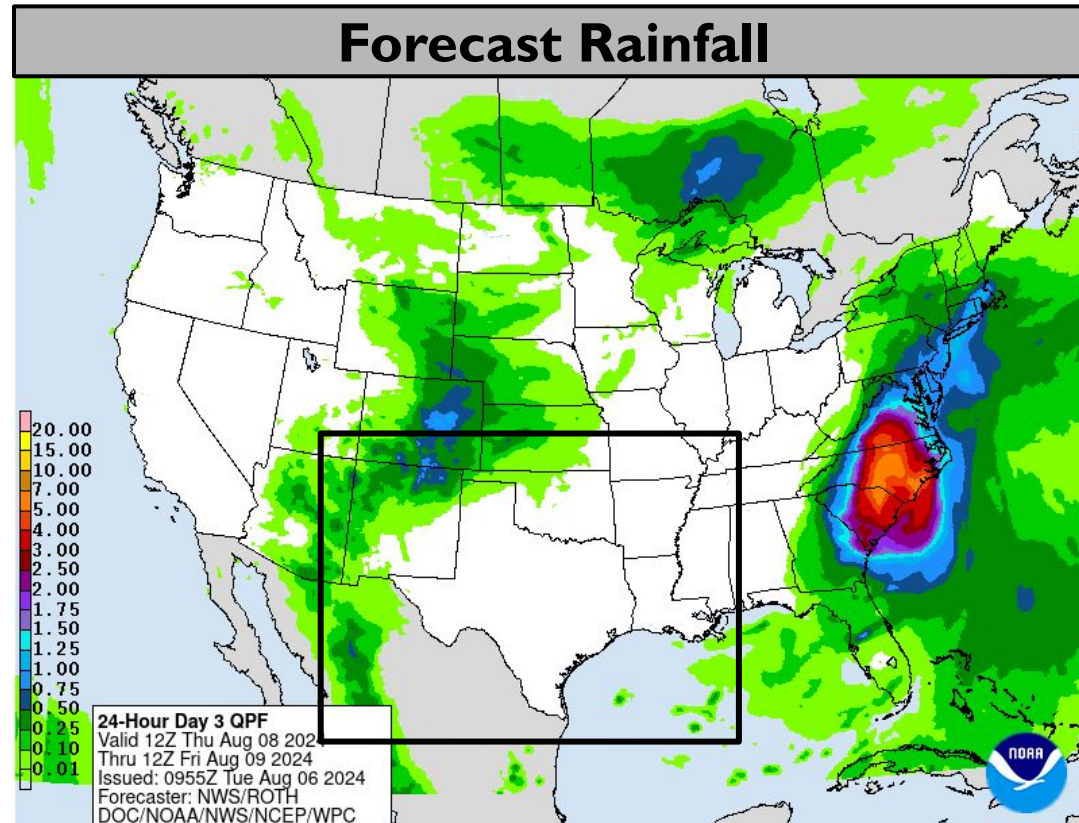 Forecast Rainfall
20.00
15.00
10.00
7.00
5.00
4.00
3.00
2.50
2.00
1.75
1.50
1.25
1.00
0.75
0.50
0.25
0.10
0.01
24-Hour Day 3 QPF
Valid 12Z Thu Aug 08 2024
Thru 12Z Fri Aug 09 2024
Issued: 0955Z Tue Aug 06 2024
Forecaster: NWS/ROTH
DOC/NOAA/NWS/NCEP/WPC
NOAA